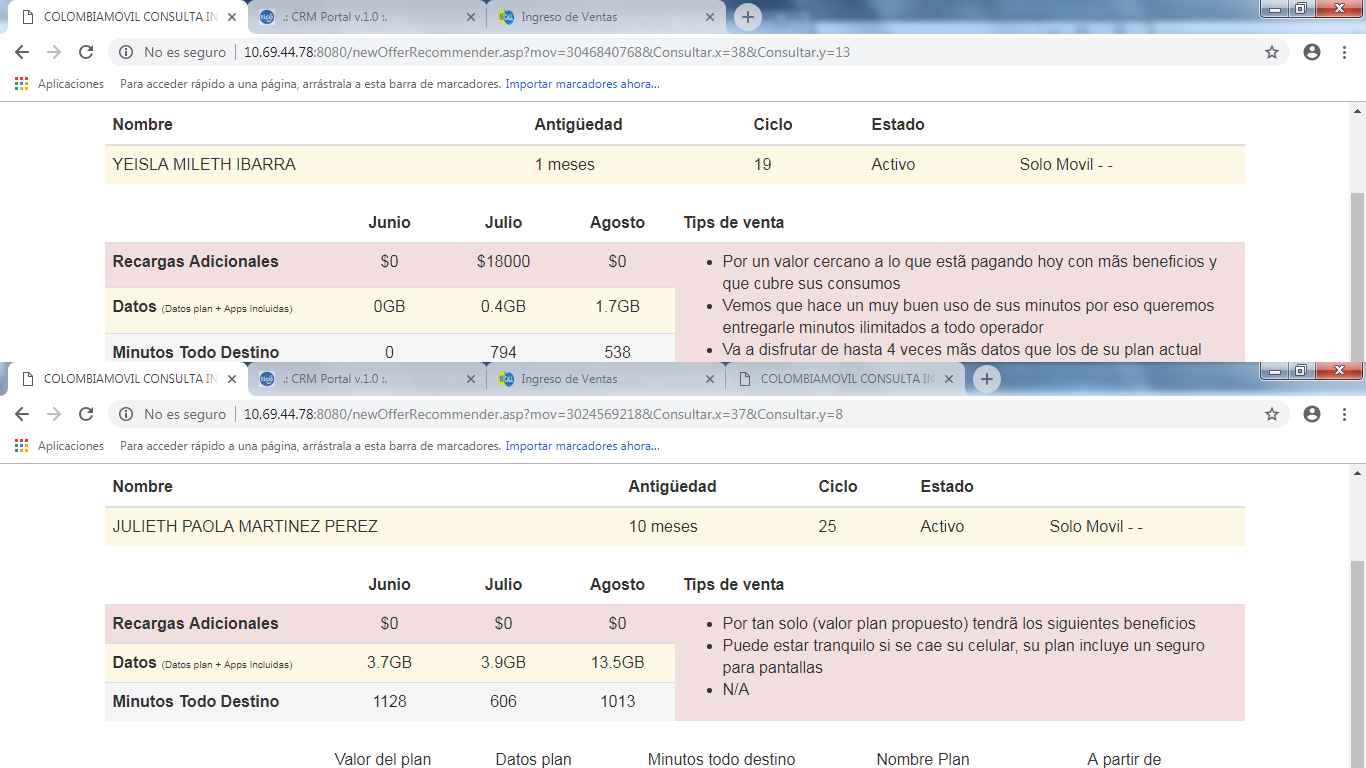 COLOMBIAMOVIL CONSULTA IN
.: CRM Portal v.1.0 :.
Ingreso de Ventas
No es seguro
10.69.44.78:8080/newOfferRecommender.asp?mov=3046840768&Consultar.x=38&Consultar.y=13
Aplicaciones
Para acceder rápido a una página, arrástrala a esta barra de marcadores. Importar marcadores ahora...
Nombre Antigüedad Ciclo Estado
YEISLA MILETH IBARRA 1 meses 19 Activo Solo Movil - -
Junio Julio Agosto Tips de venta
Recargas Adicionales $0 $18000 $0
• Por un valor cercano a lo que estã pagando hoy con mãs beneficios y
que cubre sus consumos
Datos (Datos plan + Apps Incluidas) 0GB 0.4GB 1.7GB
• Vemos que hace un muy buen uso de sus minutos por eso queremos
entregarle minutos ilimitados a todo operador
Minutos Todo Destino 0 794 538
• Va a disfrutar de hasta 4 veces mãs datos que los de su plan actual
COLOMBIAMOVIL CONSULTA IN
.: CRM Portal v.1.0 :.
Ingreso de Ventas
COLOMBIAMOVIL CONSULTA IN
No es seguro
10.69.44.78:8080/newOfferRecommender.asp?mov=3024569218&Consultar.x=37&Consultar.y=8
Aplicaciones
Para acceder rápido a una página, arrástrala a esta barra de marcadores. Importar marcadores ahora...
Nombre Antigüedad Ciclo Estado
JULIETH PAOLA MARTINEZ PEREZ 10 meses 25 Activo Solo Movil - -
Junio Julio Agosto Tips de venta
Recargas Adicionales $0 $0 $0
• Por tan solo (valor plan propuesto) tendrã los siguientes beneficios
Datos (Datos plan + Apps Incluidas) 3.7GB 3.9GB 13.5GB
• Puede estar tranquilo si se cae su celular, su plan incluye un seguro
para pantallas
Minutos Todo Destino 1128 606 1013
• N/A
Valor del plan Datos plan Minutos todo destino Nombre Plan A partir de